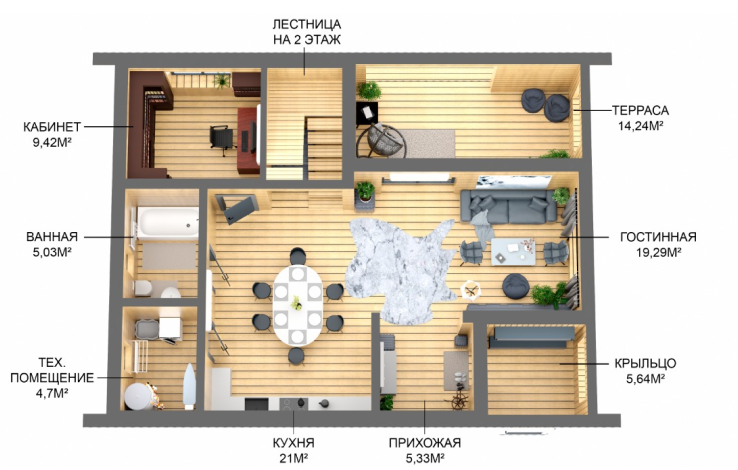 ЛЕСТНИЦА
НА 2 ЭТАЖ
КАБИНЕТ
9,42М²
ТЕРРАСА
14,24М²
ВАННАЯ
5,03М²
ГОСТИННАЯ
19,29М²
ТЕХ.
ПОМЕЩЕНИЕ
4,7М²
КРЫЛЬЦО
5,64М²
КУХНЯ
21М²
ПРИХОЖАЯ
5,33М²